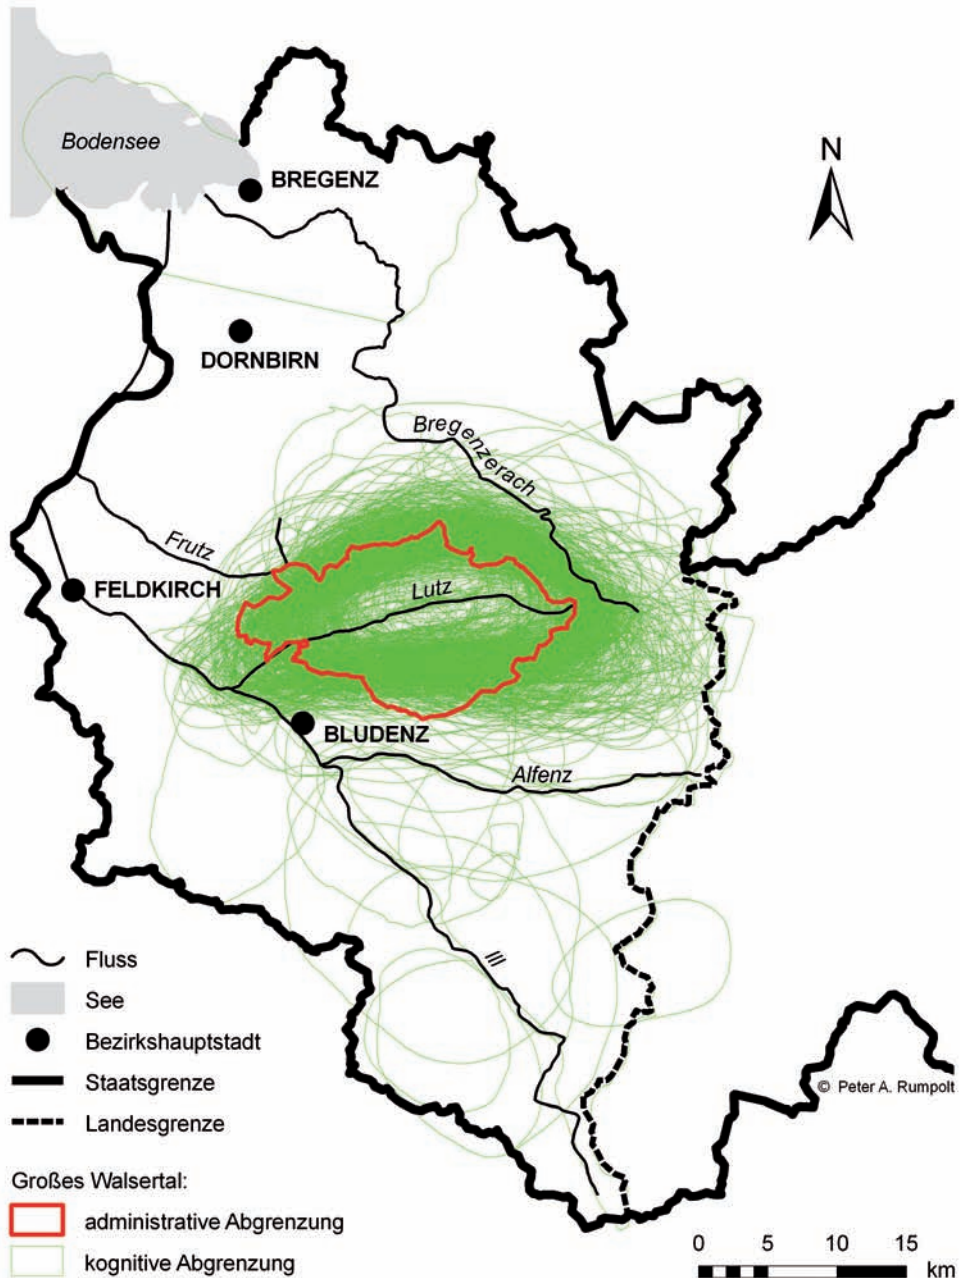 Bodensee
N
BREGENZ
DORNBIRN
Bregenzerach
Frutz
FELDKIRCH
Lutz
BLUDENZ
Alfenz
Ill
Fluss
See
Bezirkshauptstadt
Staatsgrenze
Landesgrenze
© Peter A. Rumpolt
Großes Walsertal:
administrative Abgrenzung
kognitive Abgrenzung
0 5 10 15
km